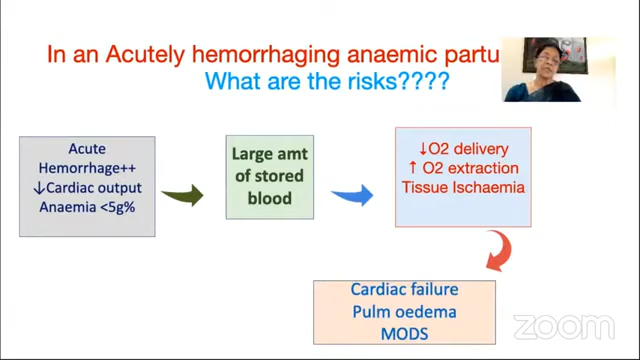 In an Acutely hemorrhaging anaemic
What are the risks????
Acute
Hemorrhage++
↓Cardiac output
Anaemia <5g%
Large amt
of stored
blood
↓O2 delivery
↑ O2 extraction
Tissue Ischaemia
Cardiac failure
Pulm oedema
MODS
zoom